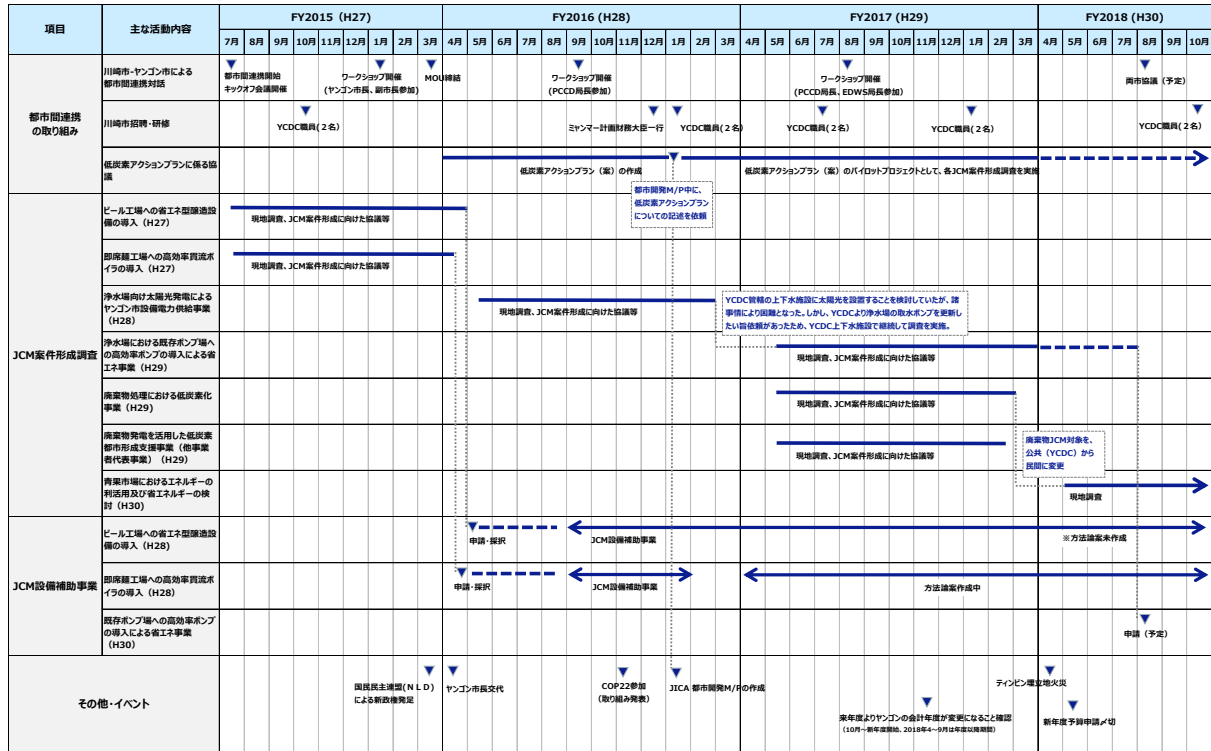 項目
主な活動内容
FY2015 (H27)
FY2016 (H28)
FY2017 (H29)
FY2018 (H30)
7月 8月 9月 10月 11月 12月 1月 2月 3月 4月 5月 6月 7月 8月 9月 10月 11月 12月 1月 2月 3月 4月 5月 6月 7月 8月 9月 10月 11月 12月 1月 2月 3月 4月 5月 6月 7月 8月 9月 10月
都市間連携
の取り組み
川崎市-ヤンゴン市による
都市間連携対話
都市間連携開始
キックオフ会議開催
ワークショップ開催
(ヤンゴン市長、副市長参加)
MOU締結
ワークショップ開催
(PCCD局長参加)
ワークショップ開催
(PCCD局長、EDWS局長参加)
両市協議（予定）
川崎市招聘・研修
YCDC職員(２名)
ミャンマー計画財務大臣一行
YCDC職員(２名)
YCDC職員(２名)
YCDC職員(２名)
YCDC職員(２名)
低炭素アクションプランに係る協
議
低炭素アクションプラン（案）の作成
低炭素アクションプラン（案）のパイロットプロジェクトとして、各JCM案件形成調査を実施
都市開発M/P中に、
低炭素アクションプラン
についての記述を依頼
JCM案件形成調査
ビール工場への省エネ型醸造設
備の導入（H27）
現地調査、JCM案件形成に向けた協議等
即席麺工場への高効率貫流ボ
イラの導入（H27）
現地調査、JCM案件形成に向けた協議等
浄水場向け太陽光発電による
ヤンゴン市設備電力供給事業
（H28）
現地調査、JCM案件形成に向けた協議等
YCDC管轄の上下水施設に太陽光を設置することを検討していたが、諸
事情により困難となった。しかし、YCDCより浄水場の取水ポンプを更新し
たい旨依頼があったため、YCDC上下水施設で継続して調査を実施。
浄水場における既存ポンプ場へ
の高効率ポンプの導入による省
エネ事業（H29）
現地調査、JCM案件形成に向けた協議等
廃棄物処理における低炭素化
事業（H29）
現地調査、JCM案件形成に向けた協議等
廃棄物発電を活用した低炭素
都市形成支援事業（他事業
者代表事業）（H29）
現地調査、JCM案件形成に向けた協議等
廃棄物JCM対象を、
公共（YCDC）から
民間に変更
青果市場におけるエネルギーの
利活用及び省エネルギーの検
討（H30）
現地調査
JCM設備補助事業
ビール工場への省エネ型醸造設
備の導入（H28）
申請・採択
JCM設備補助事業
※方法論案未作成
即席麺工場への高効率貫流ボ
イラの導入（H28）
申請・採択
JCM設備補助事業
方法論案作成中
既存ポンプ場への高効率ポンプ
の導入による省エネ事業
（H30）
申請（予定）
その他・イベント
国民民主連盟(ＮＬＤ)
による新政権発足
ヤンゴン市長交代
COP22参加
（取り組み発表）
JICA 都市開発M/Pの作成
来年度よりヤンゴンの会計年度が変更になること確認
（10月～新年度開始、2018年4～9月は年度以降期間）
ティンビン埋立地火災
新年度予算申請〆切